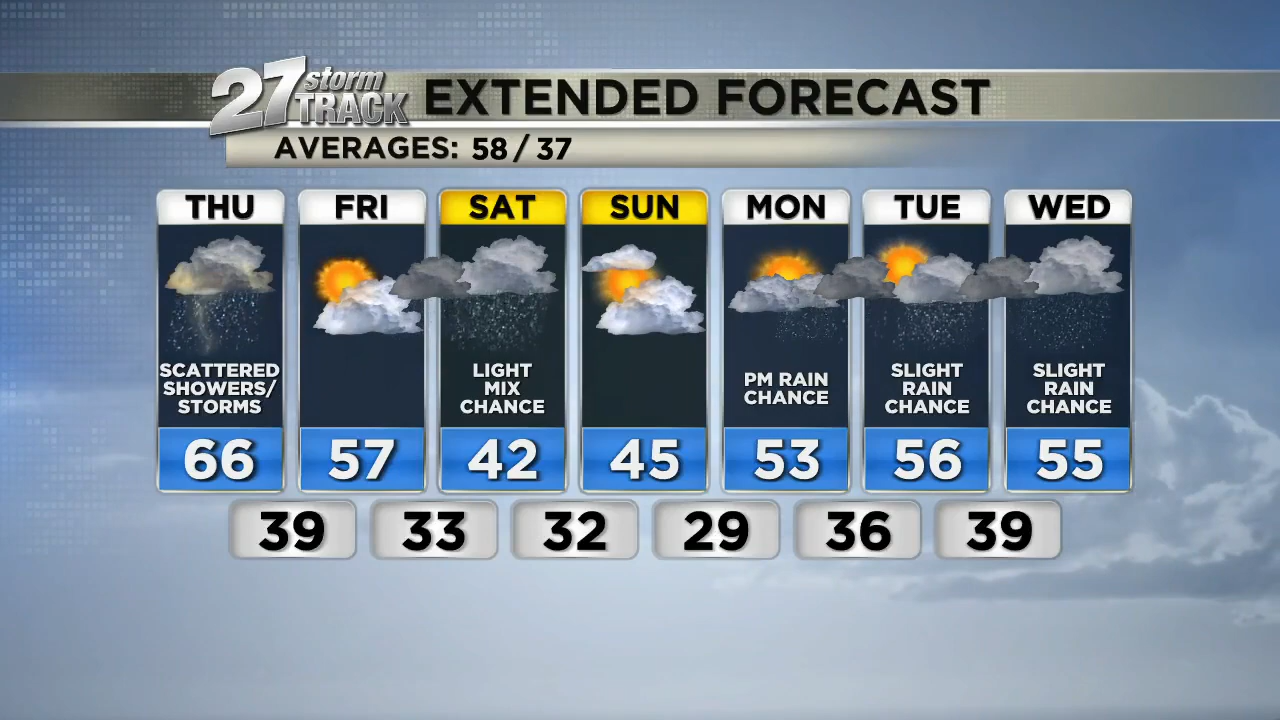 27 storm TRACK EXTENDED FORECAST
AVERAGES: 58 / 37
THU FRI SAT SUN MON TUE WED
SCATTERED
SHOWERS/
STORMS
LIGHT
MIX
CHANCE
PM RAIN
CHANCE
SLIGHT
RAIN
CHANCE
SLIGHT
RAIN
CHANCE
66 57 42 45 53 56 55
39 33 32 29 36 39